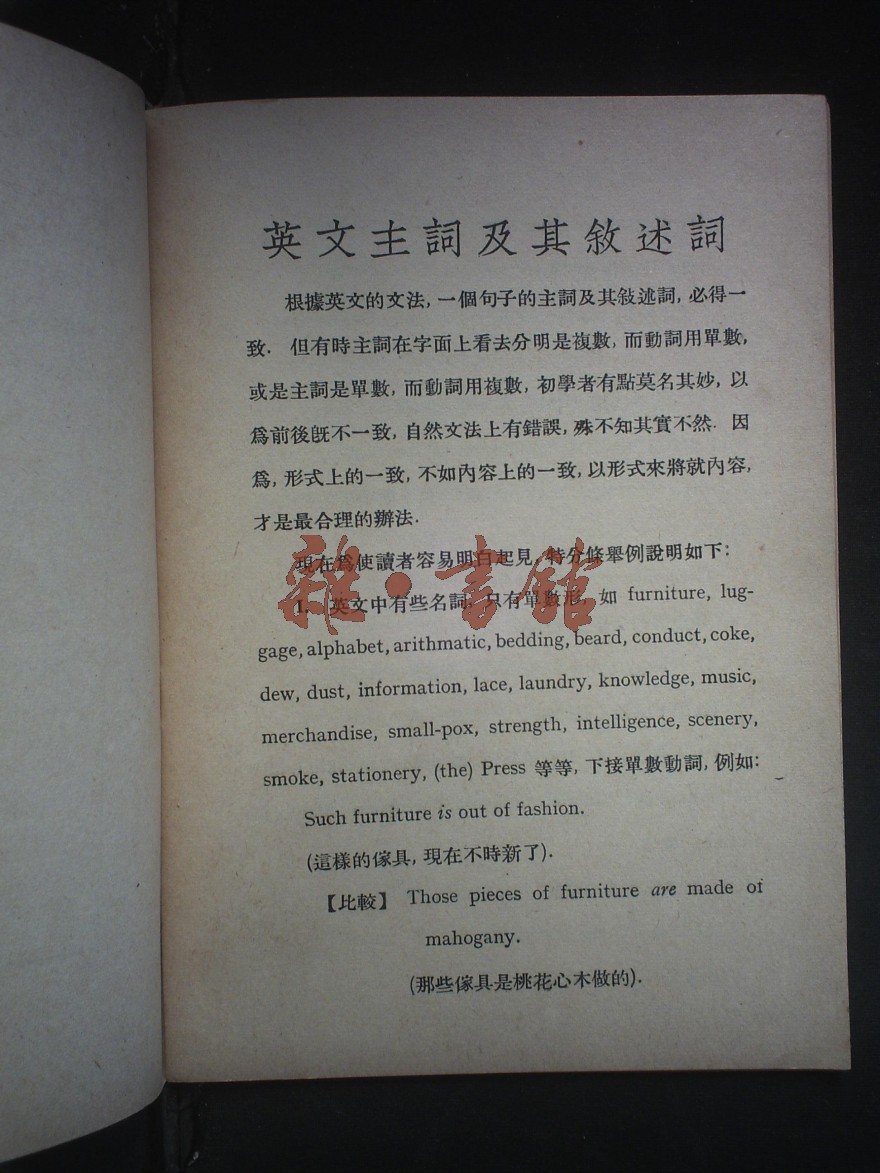 英文主詞及其敘述詞
根據英文的文法, 一個句子的主詞及其敍述詞, 必得一
致. 但有時主詞在字面上看去分明是複數, 而動詞用單數,
或是主詞是單數, 而動詞用複數, 初學者有點莫名其妙, 以
爲前後旣不一致, 自然文法上有錯誤, 殊不知其實不然. 因
爲, 形式上的一致, 不如內容上的一致, 以形式來將就內容,
才是最合理的辦法.
現在爲使讀者容易明白起見, 特分條舉例說明如下:
1. 英文中有些名詞, 只有單數形, 如 furniture, lug-
gage, alphabet, arithmatic, bedding, beard, conduct, coke,
dew, dust, information, lace, laundry, knowledge, music,
merchandise, small-pox, strength, intelligence, scenery,
smoke, stationery, (the) Press 等等, 下接單數動詞, 例如:
Such furniture is out of fashion.
(這樣的傢具, 現在不時新了).
【比較】 Those pieces of furniture are made of
mahogany.
(那些傢具是桃花心木做的).
雜·書館